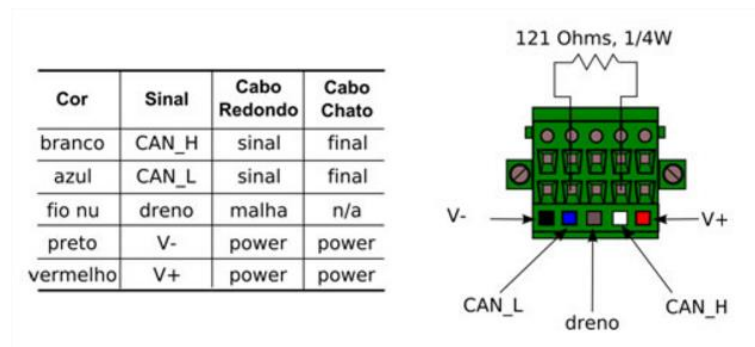 Cor Sinal Cabo Redondo Cabo Chato
branco CAN_H sinal final
azul CAN_L sinal final
fio nu dreno malha n/a
preto V- power power
vermelho V+ power power
121 Ohms, 1/4W
V- V+
CAN_L dreno CAN_H